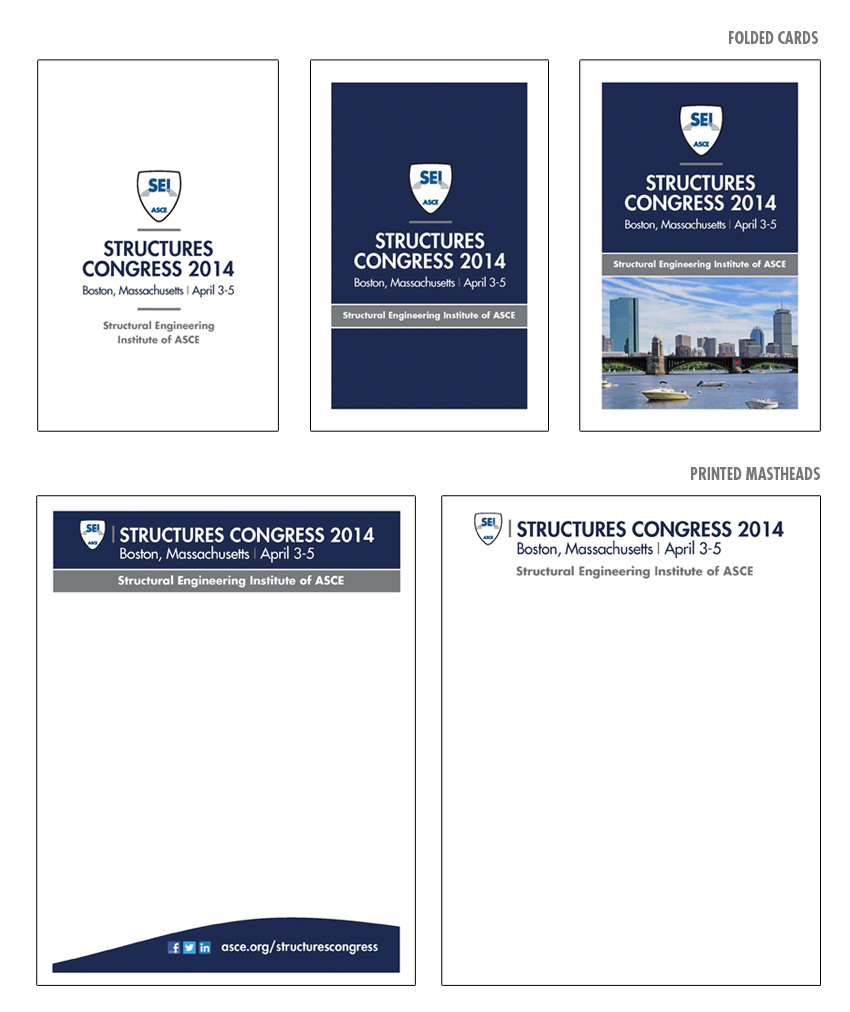 FOLDED CARDS
SEI
ASCE
STRUCTURES
CONGRESS 2014
Boston, Massachusetts | April 3-5
Structural Engineering
Institute of ASCE
SEI
ASCE
STRUCTURES
CONGRESS 2014
Boston, Massachusetts | April 3-5
Structural Engineering Institute of ASCE
SEI
ASCE
STRUCTURES
CONGRESS 2014
Boston, Massachusetts | April 3-5
Structural Engineering Institute of ASCE
PRINTED MASTHEADS
SEI
ASCE
STRUCTURES CONGRESS 2014
Boston, Massachusetts | April 3-5
Structural Engineering Institute of ASCE
f in asce.org/structurescongress
SEI
ASCE
STRUCTURES CONGRESS 2014
Boston, Massachusetts | April 3-5
Structural Engineering Institute of ASCE